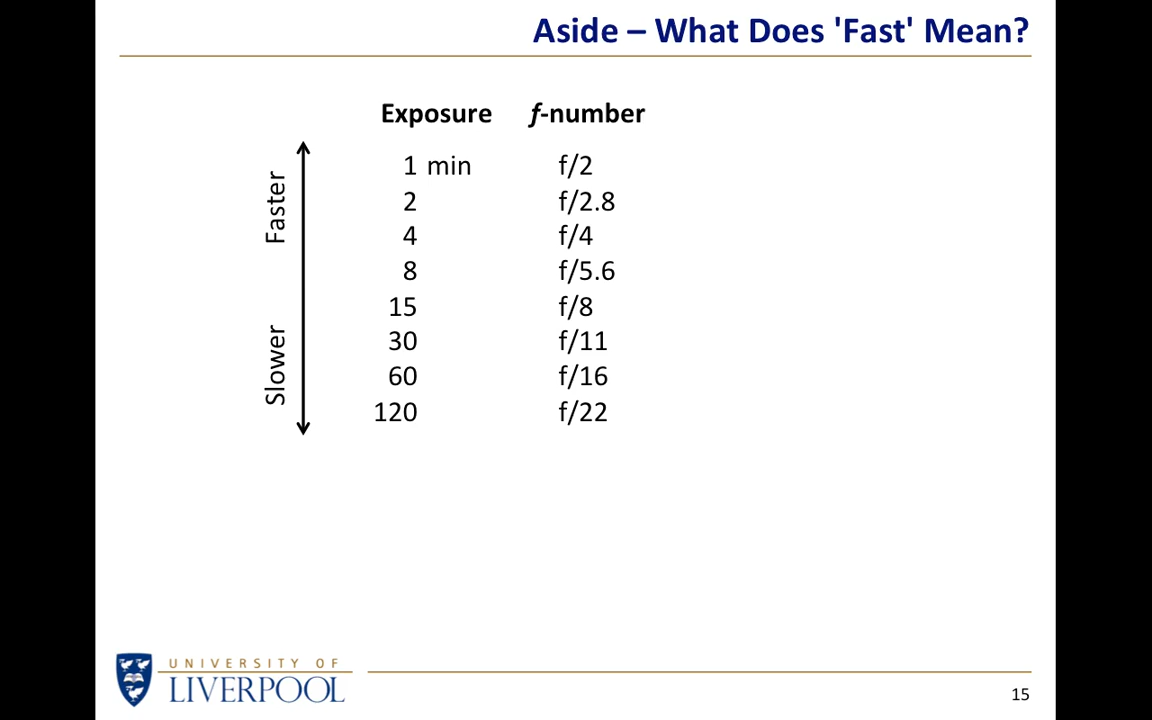 Aside – What Does 'Fast' Mean?
Exposure f-number
Faster
Slower
1 min f/2
2 f/2.8
4 f/4
8 f/5.6
15 f/8
30 f/11
60 f/16
120 f/22
UNIVERSITY OF
LIVERPOOL
15